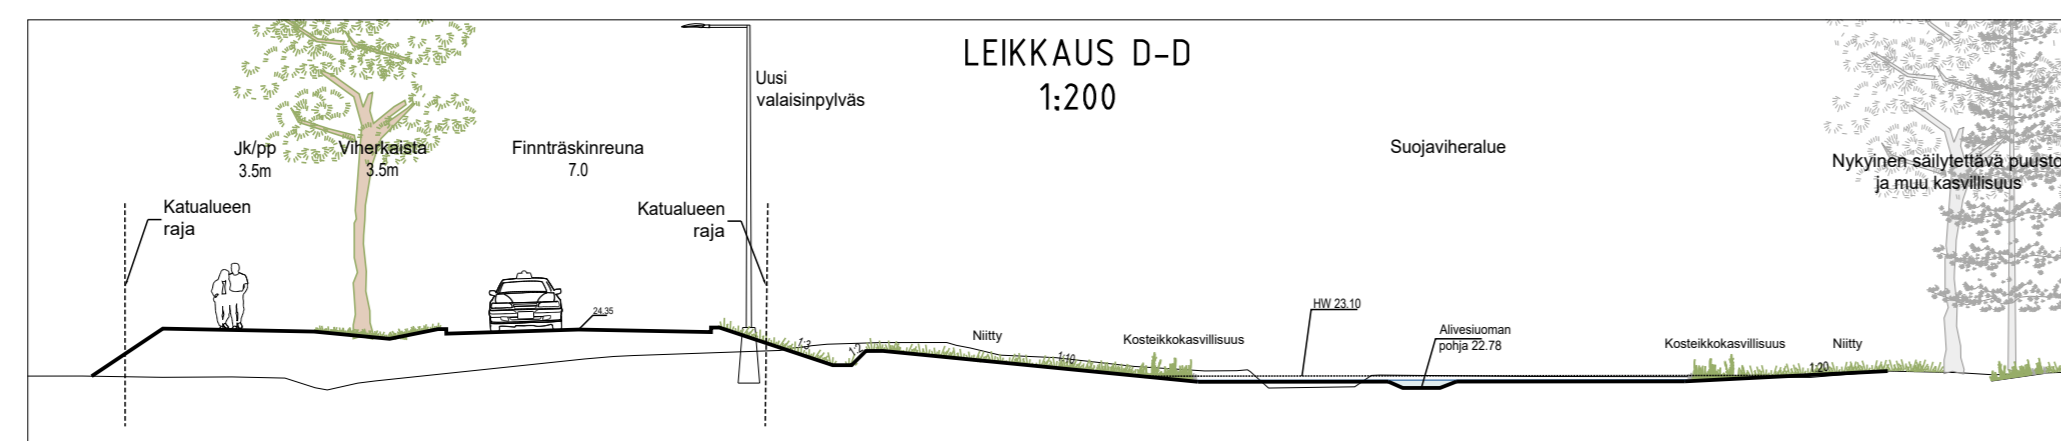 LEIKKAUS D-D
1:200
Uusi
valaisinpylväs
Jk/pp
3.5m
Viherkaista
3.5m
Finnträskinreuna
7.0
Suojaviheralue
Nykyinen säilytettävä puusto
ja muu kasvillisuus
Katualueen
raja
Katualueen
raja
24.35
1:3
1:2
Niitty
1:10
Kosteikkokasvillisuus
HW 23.10
Alivesiuoman
pohja 22.78
Kosteikkokasvillisuus
Niitty
1:20